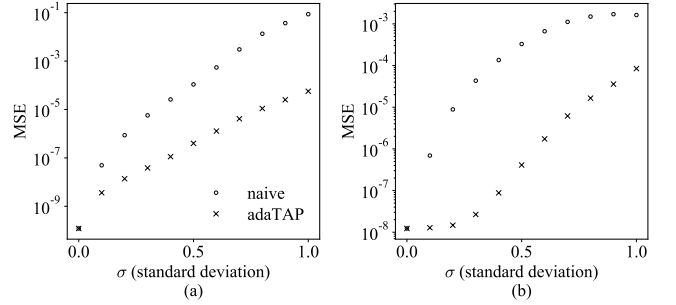 10^-1
10^-3
10^-5
10^-7
10^-9
MSE
naive
adaTAP
0.0 0.5 1.0
σ (standard deviation)
(a)
10^-3
10^-4
10^-5
10^-6
10^-7
10^-8
MSE
0.0 0.5 1.0
σ (standard deviation)
(b)